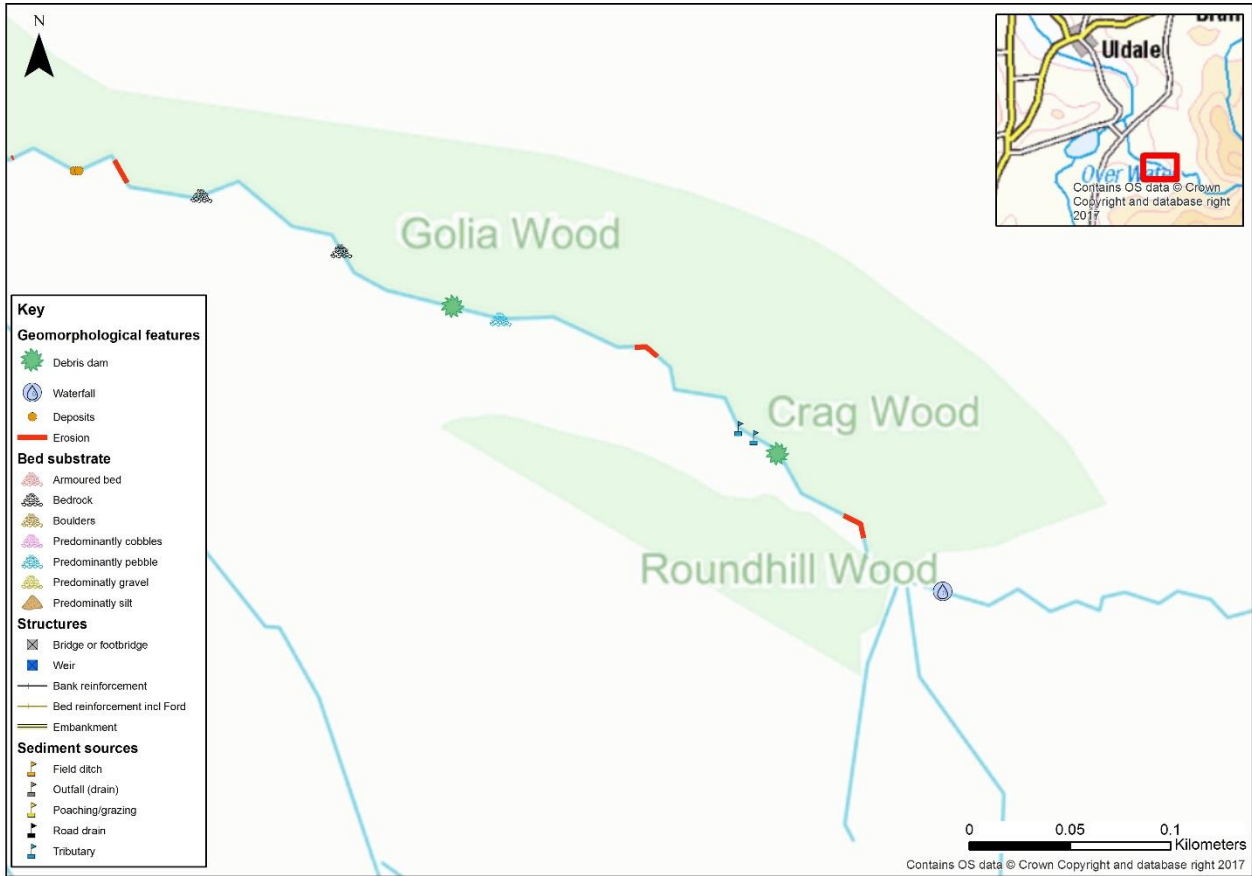 N
Uldale
Over Water
Contains OS data © Crown
Copyright and database right
2017
Golia Wood
Crag Wood
Roundhill Wood
Key
Geomorphological features
Debris dam
Waterfall
Deposits
Erosion
Bed substrate
Armoured bed
Bedrock
Boulders
Predominantly cobbles
Predominantly pebble
Predominatly gravel
Predominatly silt
Structures
Bridge or footbridge
Weir
Bank reinforcement
Bed reinforcement incl Ford
Embankment
Sediment sources
Field ditch
Outfall (drain)
Poaching/grazing
Road drain
Tributary
0 0.05 0.1
Kilometers
Contains OS data © Crown Copyright and database right 2017